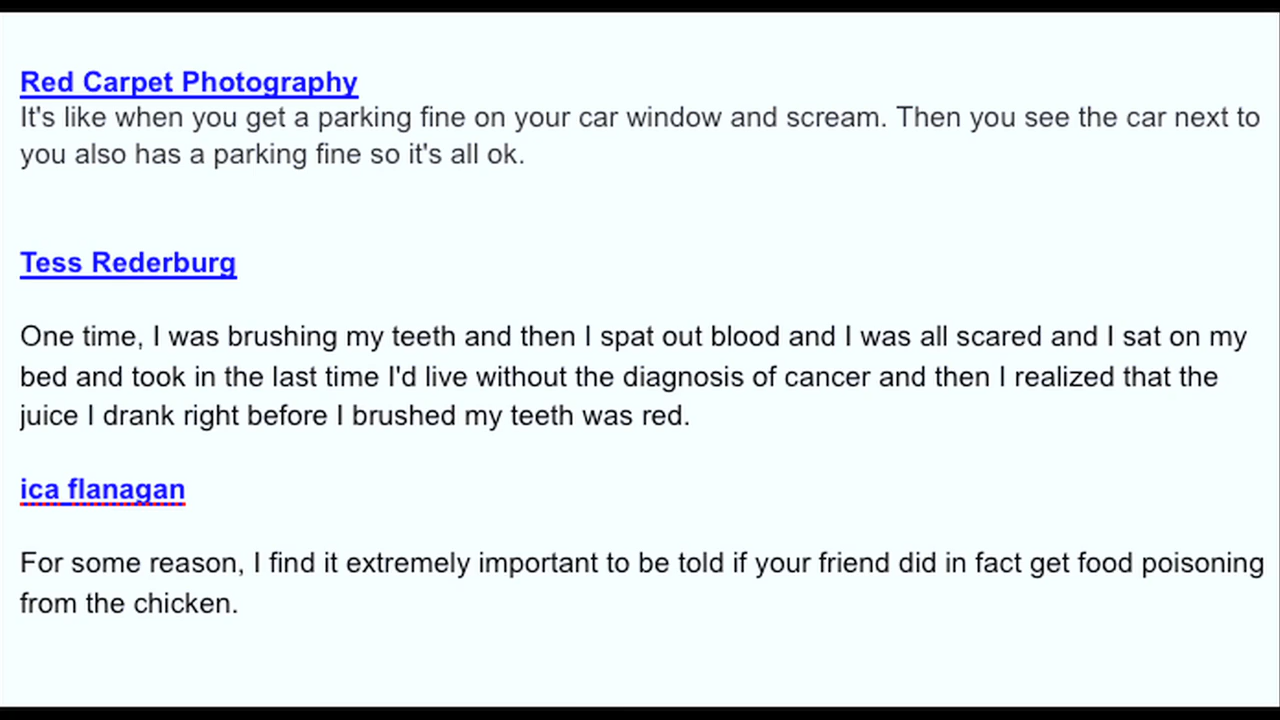 Red Carpet Photography
It's like when you get a parking fine on your car window and scream. Then you see the car next to
you also has a parking fine so it's all ok.
Tess Rederburg
One time, I was brushing my teeth and then I spat out blood and I was all scared and I sat on my
bed and took in the last time I'd live without the diagnosis of cancer and then I realized that the
juice I drank right before I brushed my teeth was red.
ica flanagan
For some reason, I find it extremely important to be told if your friend did in fact get food poisoning
from the chicken.